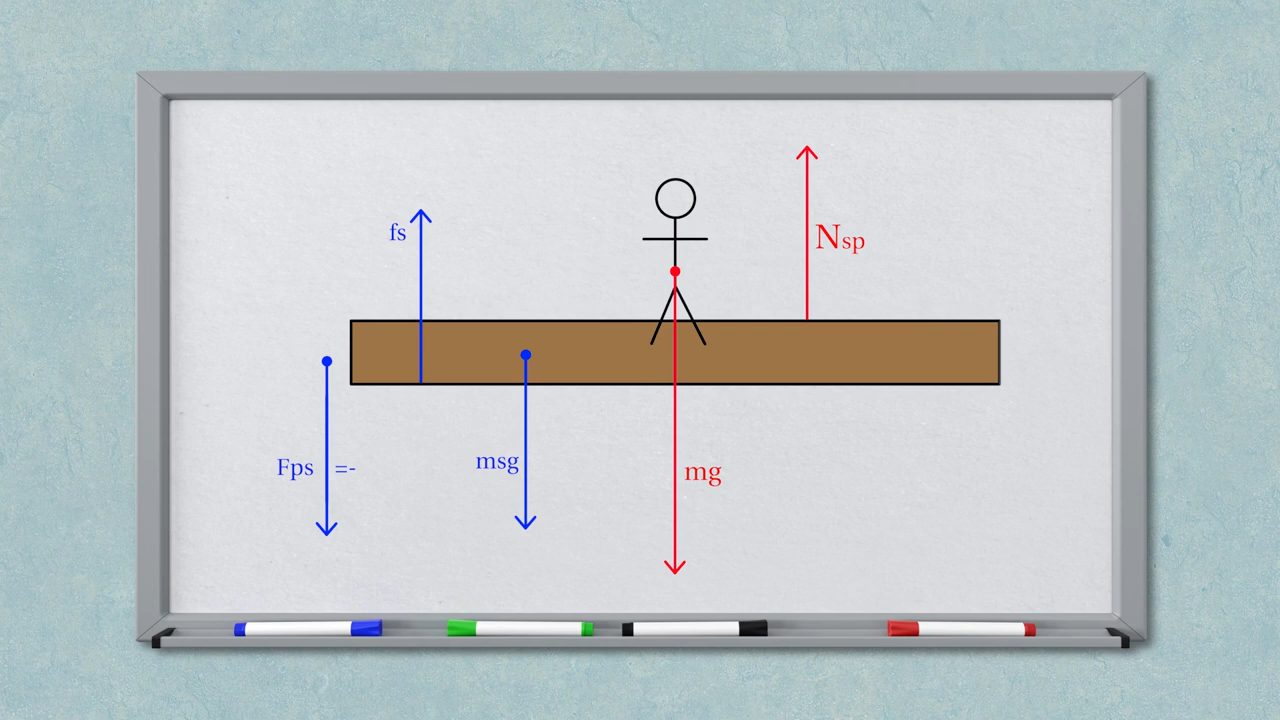 fs
Nsp
Fps =-
msg
mg